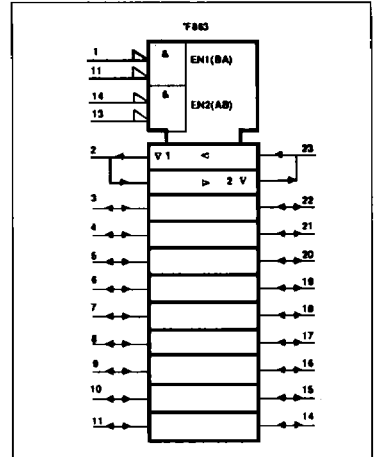 'F863
1 & EN1(BA)
11
14 & EN2(AB)
13
2 ▽ 1 ◁ 23
▷ 2 ▽
3 22
4 21
5 20
6 19
7 18
8 17
9 16
10 15
11 14